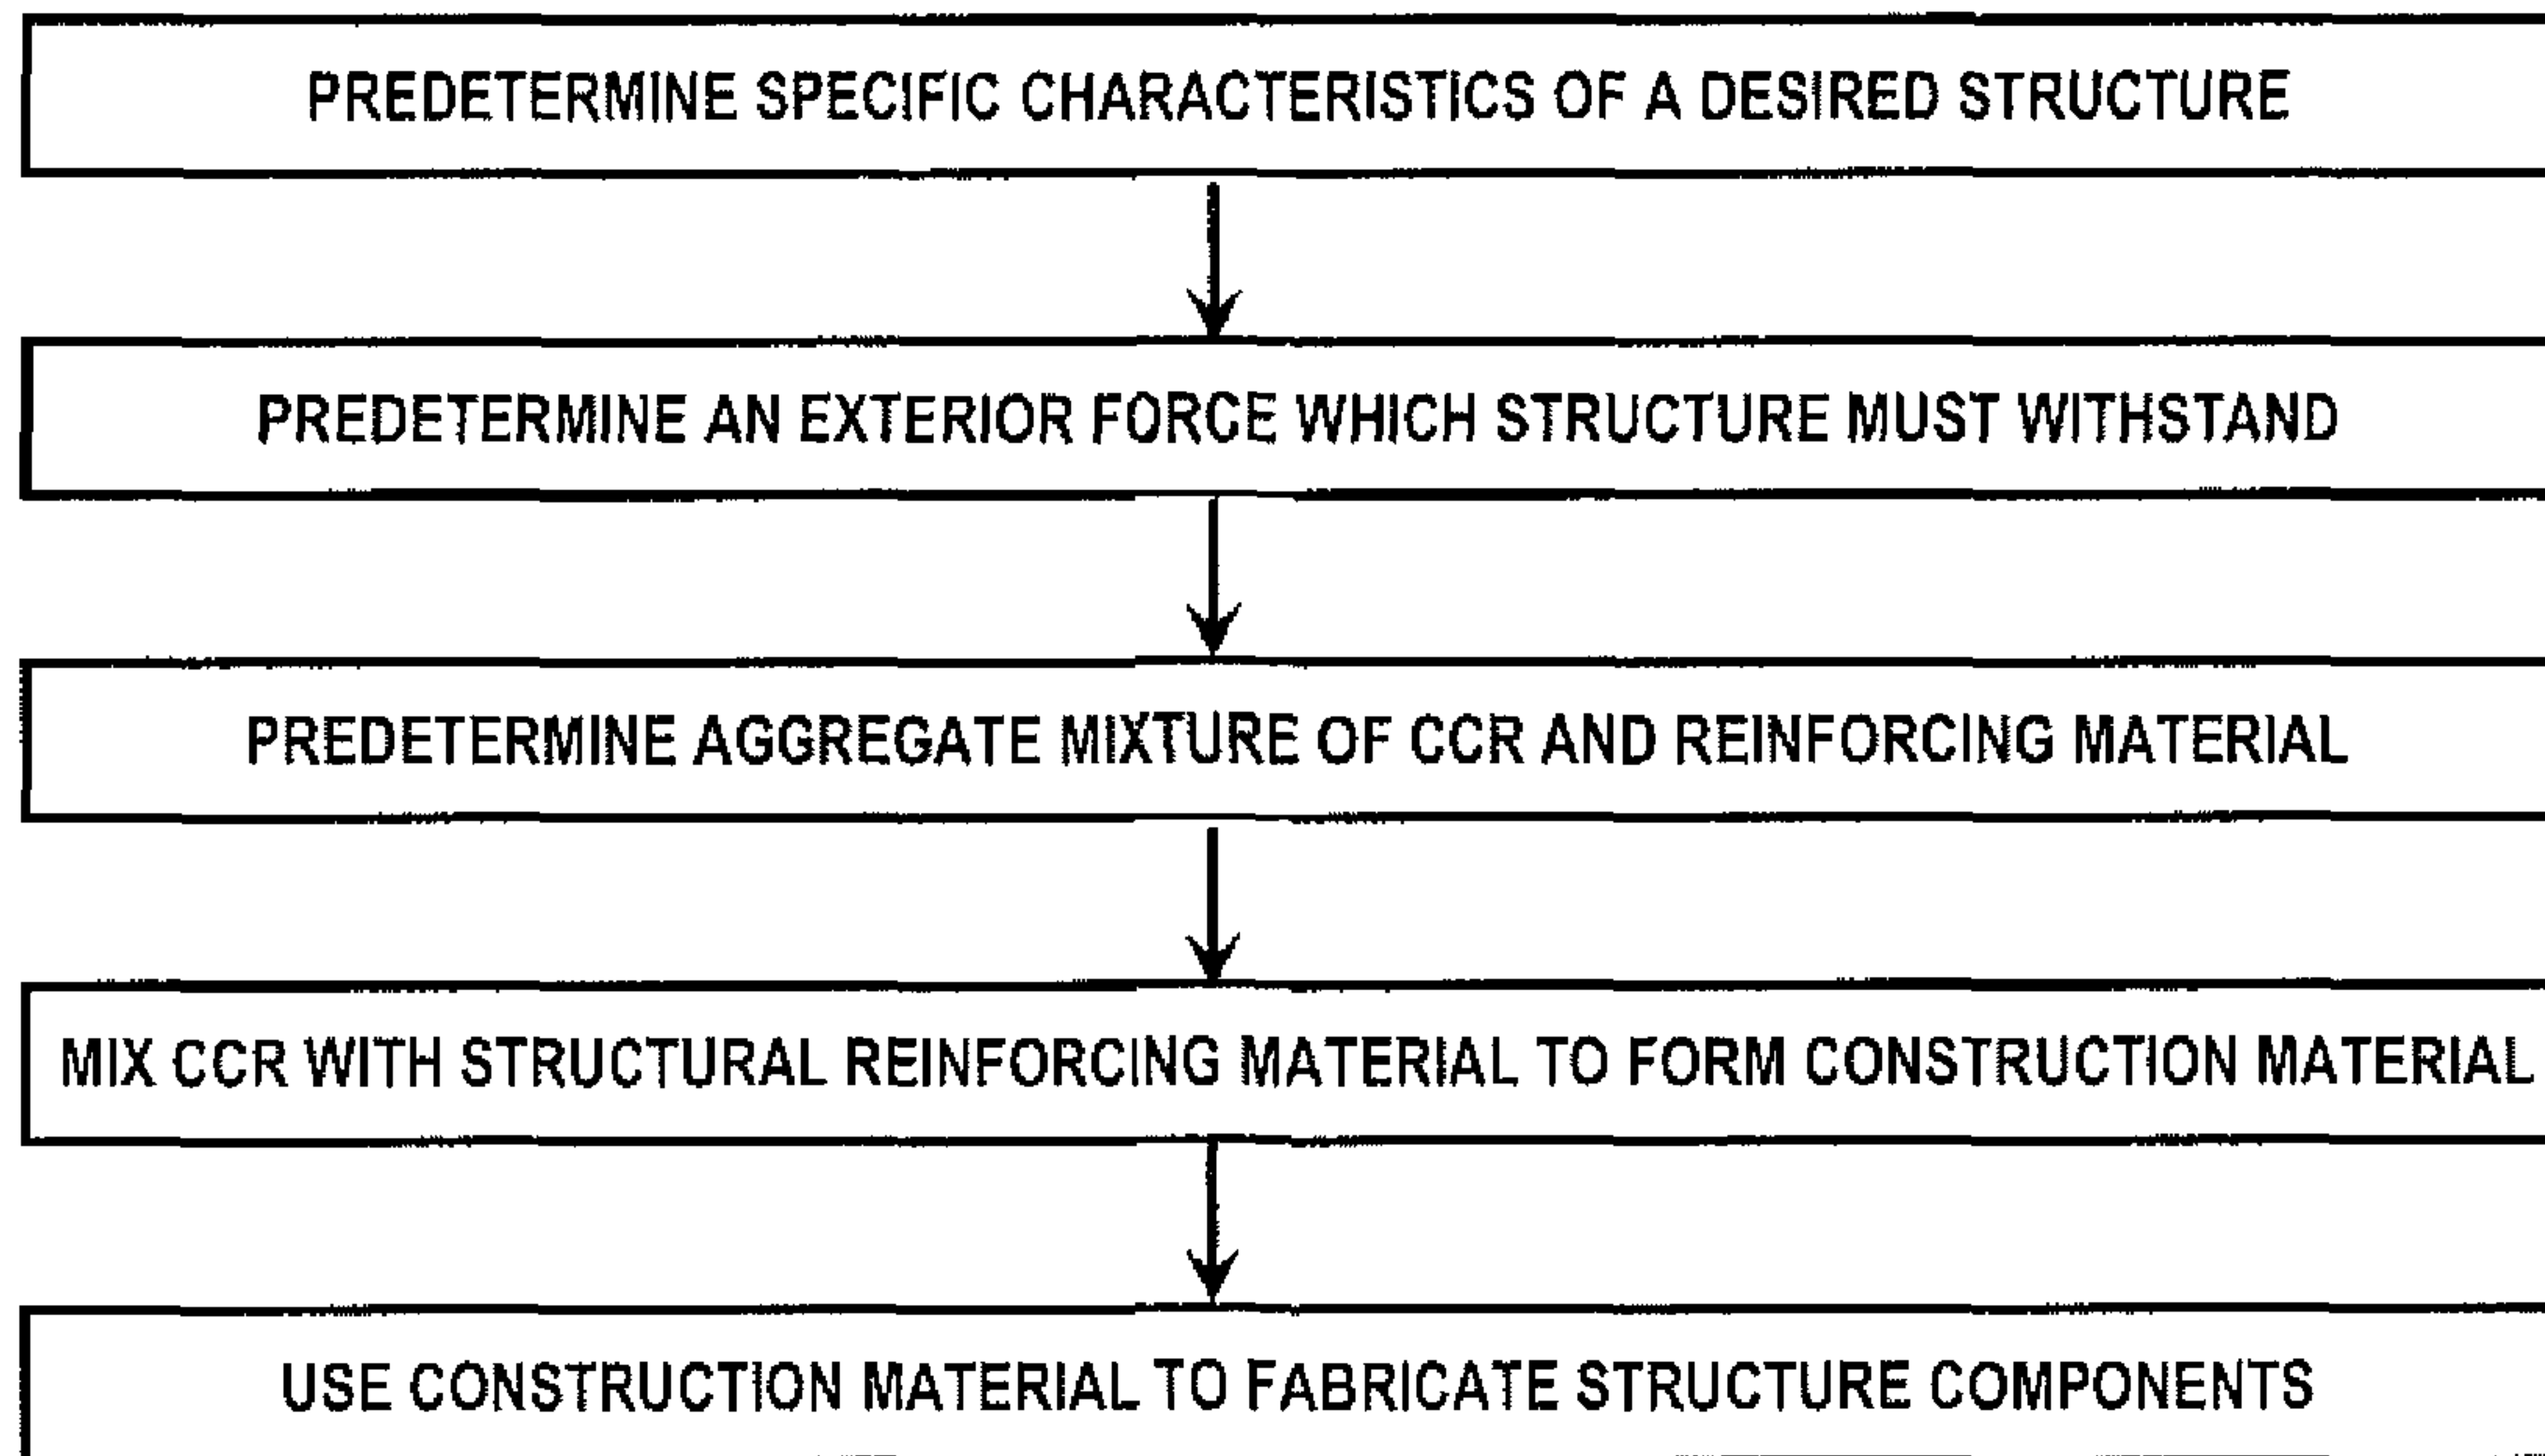 PREDETERMINE SPECIFIC CHARACTERISTICS OF A DESIRED STRUCTURE
PREDETERMINE AN EXTERIOR FORCE WHICH STRUCTURE MUST WITHSTAND
PREDETERMINE AGGREGATE MIXTURE OF CCR AND REINFORCING MATERIAL
MIX CCR WITH STRUCTURAL REINFORCING MATERIAL TO FORM CONSTRUCTION MATERIAL
USE CONSTRUCTION MATERIAL TO FABRICATE STRUCTURE COMPONENTS